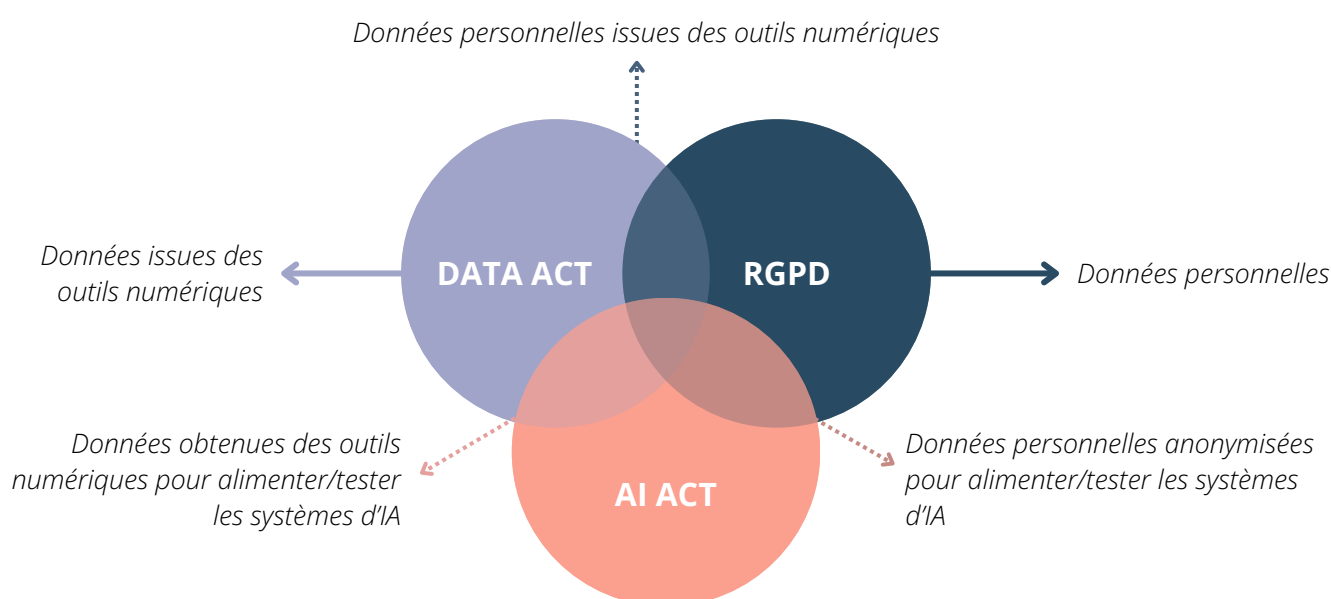 Données personnelles issues des outils numériques
Données issues des
outils numériques
DATA ACT
RGPD
Données personnelles
Données obtenues des outils
numériques pour alimenter/tester
les systèmes d’IA
AI ACT
Données personnelles anonymisées
pour alimenter/tester les systèmes
d’IA